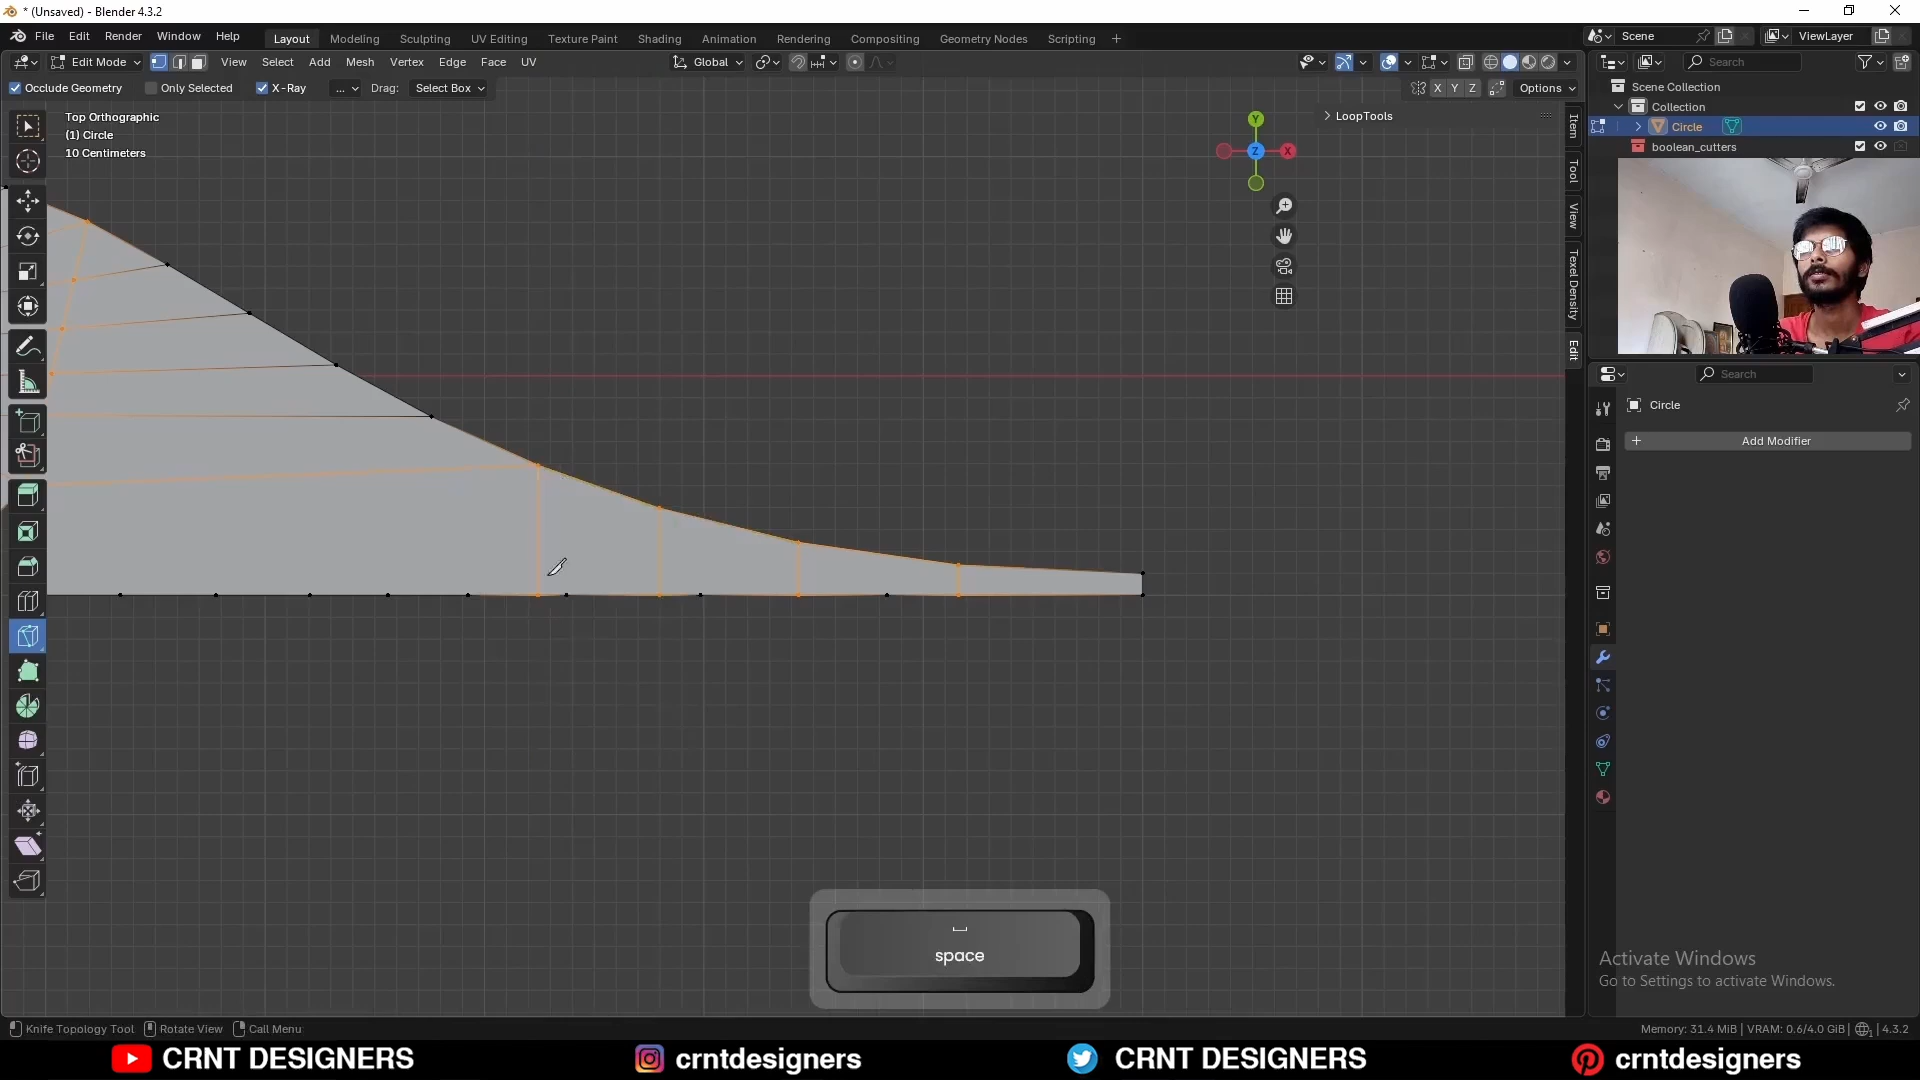 * (Unsaved) - Blender 4.3.2
File Edit Render Window Help Layout Modeling Sculpting UV Editing Texture Paint Shading Animation Rendering Compositing Geometry Nodes Scripting + Scene ViewLayer
Edit Mode View Select Add Mesh Vertex Edge Face UV Global Search
Occlude Geometry Only Selected X-Ray ... Drag: Select Box X Y Z Options
Scene Collection
Collection
Circle
boolean_cutters
Top Orthographic
(1) Circle
10 Centimeters
LoopTools
Y
Z
X
Item
Tool
View
Texel Density
Edit
Search
Circle
+ Add Modifier
space
Activate Windows
Go to Settings to activate Windows.
Knife Topology Tool Rotate View Call Menu Memory: 31.4 MiB | VRAM: 0.6/4.0 GiB | 4.3.2
CRNT DESIGNERS crntdesigners CRNT DESIGNERS crntdesigners